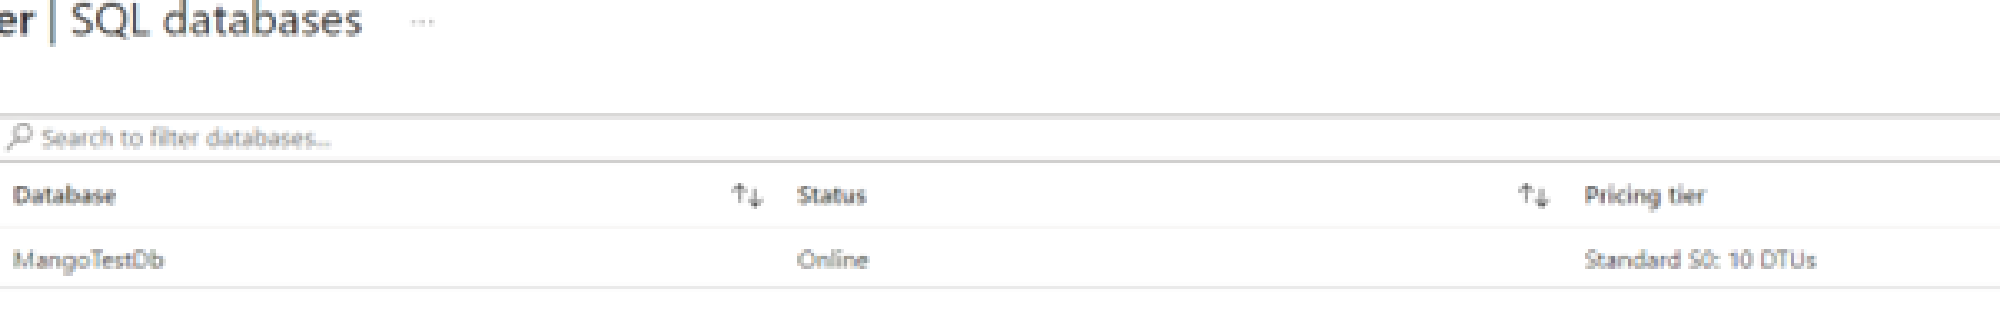 er | SQL databases ...
Search to filter databases...
Database ↑↓ Status ↑↓ Pricing tier
MangoTestDb Online Standard S0: 10 DTUs